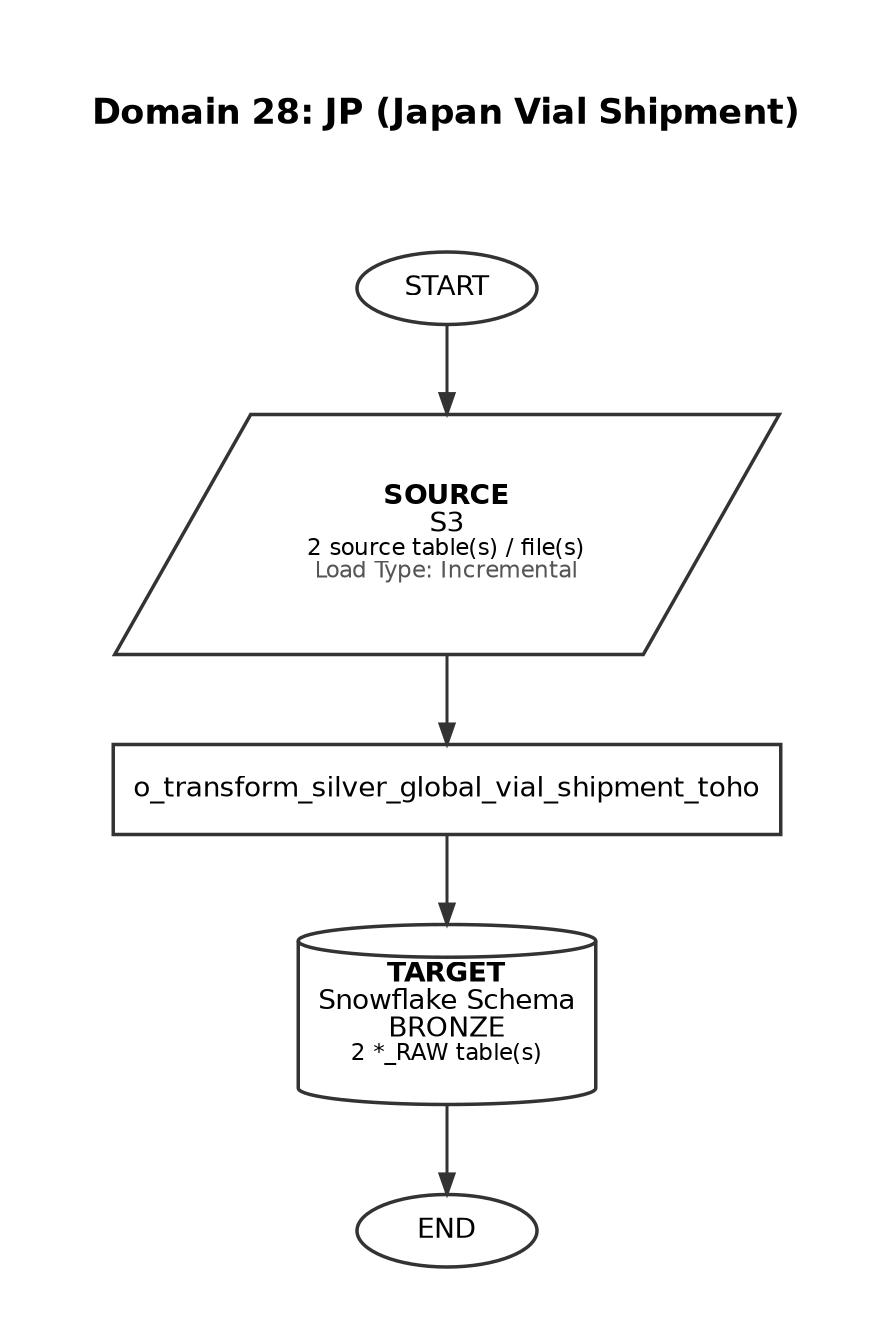 Domain 28: JP (Japan Vial Shipment)
START
SOURCE
S3
2 source table(s) / file(s)
Load Type: Incremental
o_transform_silver_global_vial_shipment_toho
TARGET
Snowflake Schema
BRONZE
2 *_RAW table(s)
END